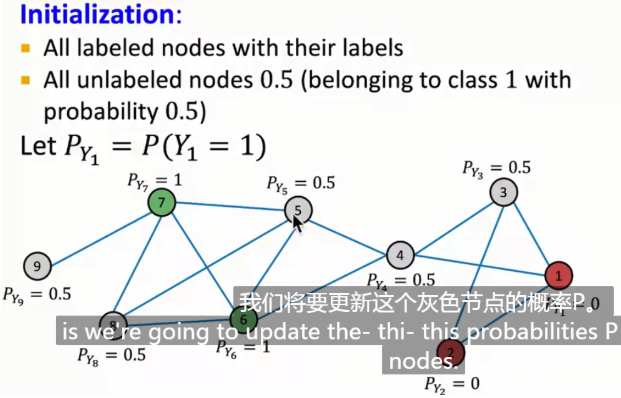 Initialization:
All labeled nodes with their labels
All unlabeled nodes 0.5 (belonging to class 1 with
probability 0.5)
Let P_{Y_1} = P(Y_1 = 1)
P_{Y_3} = 0.5
P_{Y_7} = 1
P_{Y_5} = 0.5
3
7
5
4
9
1
P_{Y_4} = 0.5
P_{Y_9} = 0.5
我们将要更新这个灰色节点的概率P。
= 0
8
6
is we're going to update the- thi- this probabilities P
P_{Y_8} = 0.5
P_{Y_6} = 1
2
nodes.
P_{Y_2} = 0